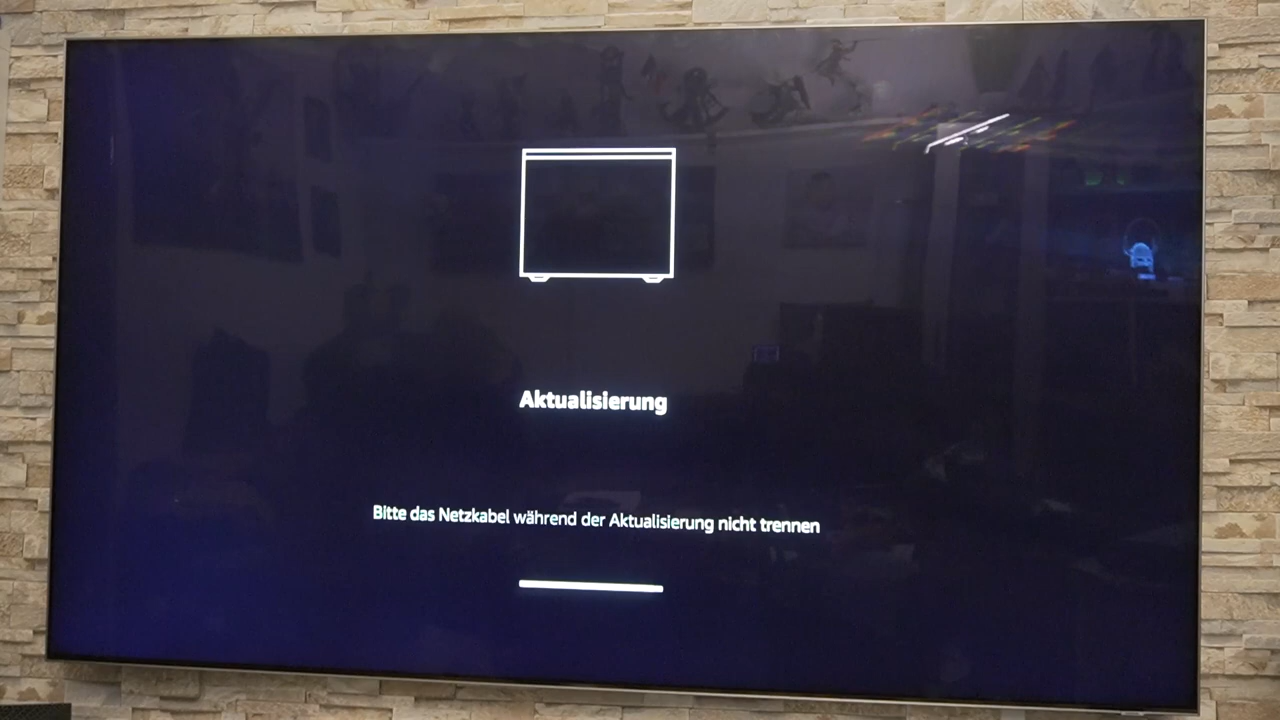 Aktualisierung
Bitte das Netzkabel während der Aktualisierung nicht trennen